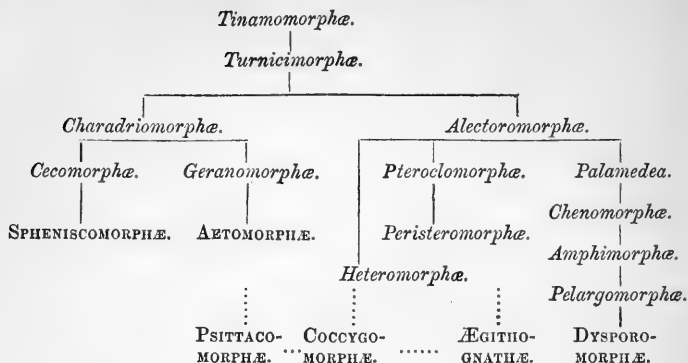 Tinamomorphæ.
Turnicimorphæ.
Charadriomorphæ. Alectoromorphæ.
Cecomorphæ. Geranomorphæ. Pteroclomorphæ. Palamedea.
Chenomorphæ.
SPHENISCOMORPHÆ. AETOMORPHÆ. Peristeromorphæ.
Amphimorphæ.
Heteromorphæ.
Pelargomorphæ.
PSITTACO- COCCYGO- ÆGITHO- DYSPORO-
MORPHÆ. MORPHÆ. GNATHÆ. MORPHÆ.